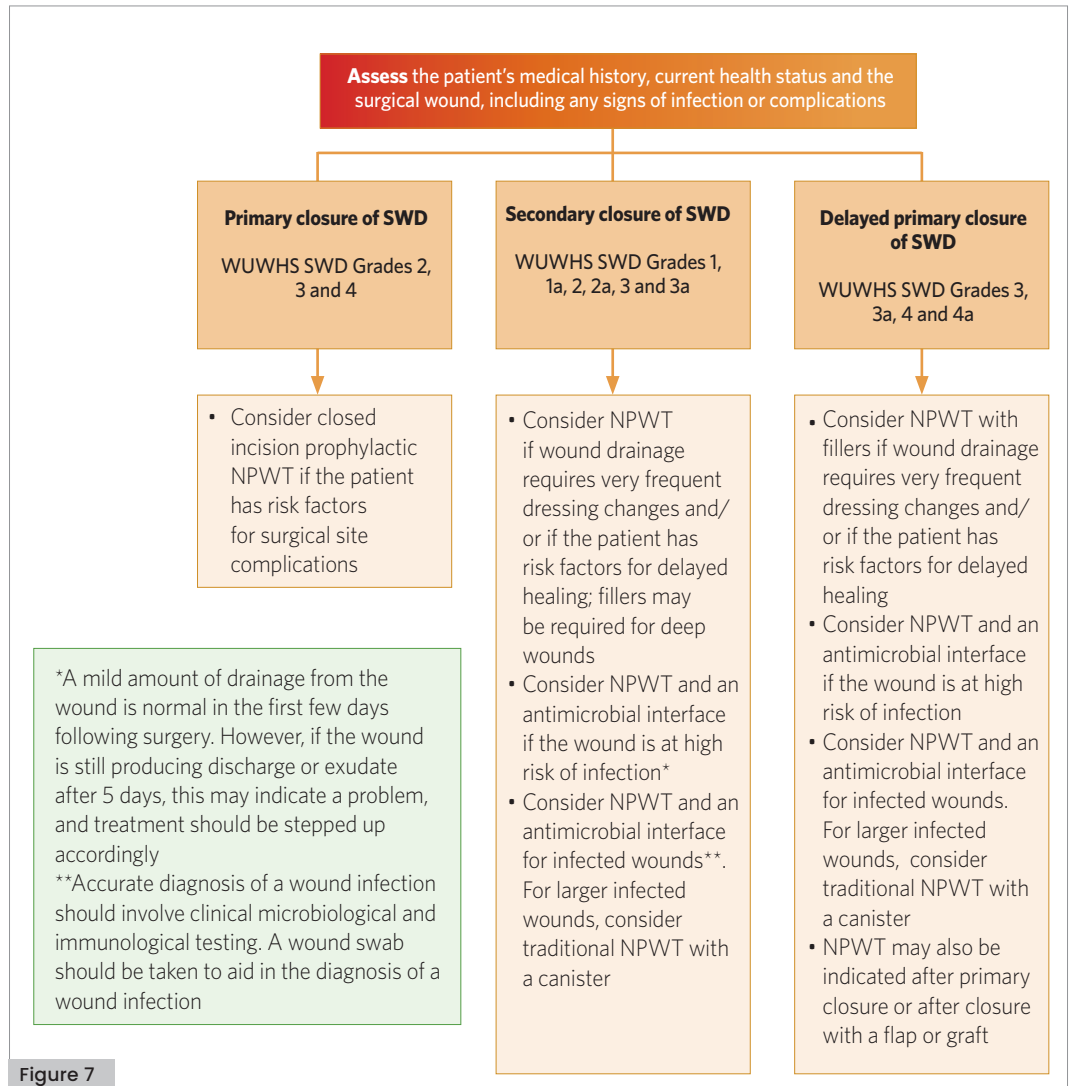 Assess the patient's medical history, current health status and the
surgical wound, including any signs of infection or complications
Primary closure of SWD
WUWHS SWD Grades 2,
3 and 4
Secondary closure of SWD
WUWHS SWD Grades 1,
1a, 2, 2a, 3 and 3a
Delayed primary closure
of SWD
WUWHS SWD Grades 3,
3a, 4 and 4a
• Consider closed
incision prophylactic
NPWT if the patient
has risk factors
for surgical site
complications
• Consider NPWT
if wound drainage
requires very frequent
dressing changes and/
or if the patient has
risk factors for delayed
healing; fillers may
be required for deep
wounds
• Consider NPWT and an
antimicrobial interface
if the wound is at high
risk of infection*
• Consider NPWT and an
antimicrobial interface
for infected wounds**.
For larger infected
wounds, consider
traditional NPWT with
a canister
• Consider NPWT with
fillers if wound drainage
requires very frequent
dressing changes and/
or if the patient has
risk factors for delayed
healing
• Consider NPWT and an
antimicrobial interface
if the wound is at high
risk of infection
• Consider NPWT and an
antimicrobial interface
for infected wounds.
For larger infected
wounds, consider
traditional NPWT with
a canister
• NPWT may also be
indicated after primary
closure or after closure
with a flap or graft
*A mild amount of drainage from the
wound is normal in the first few days
following surgery. However, if the wound
is still producing discharge or exudate
after 5 days, this may indicate a problem,
and treatment should be stepped up
accordingly
**Accurate diagnosis of a wound infection
should involve clinical microbiological and
immunological testing. A wound swab
should be taken to aid in the diagnosis of a
wound infection
Figure 7